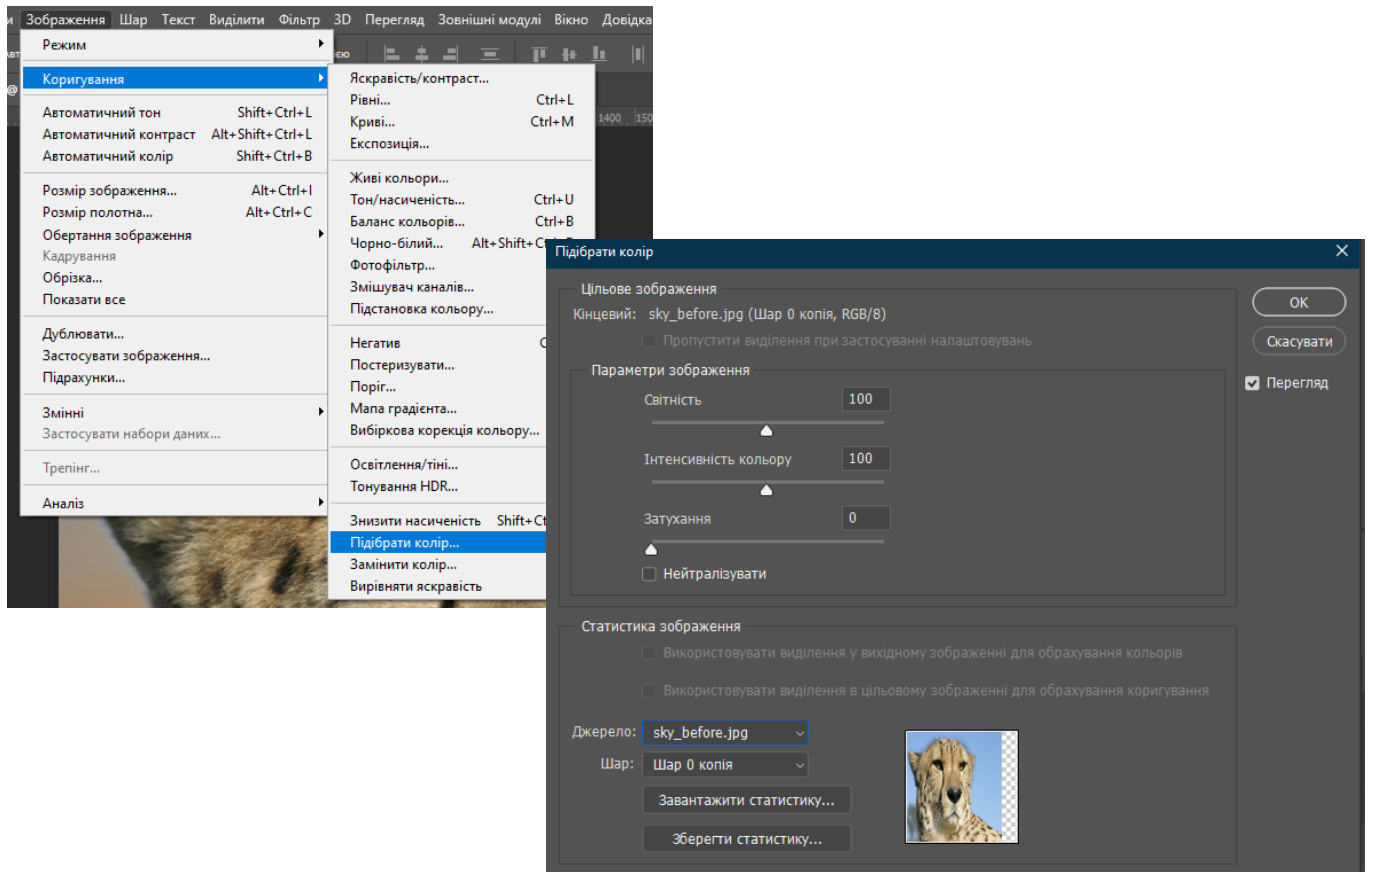 и Зображення Шар Текст Виділити Фільтр 3D Перегляд Зовнішні модулі Вікно Довідка
Режим
Коригування
Автоматичний тон Shift+Ctrl+L
Автоматичний контраст Alt+Shift+Ctrl+L
Автоматичний колір Shift+Ctrl+B
Розмір зображення... Alt+Ctrl+I
Розмір полотна... Alt+Ctrl+C
Обертання зображення
Кадрування
Обрізка...
Показати все
Дублювати...
Застосувати зображення...
Підрахунки...
Змінні
Застосувати набори даних...
Трепінг...
Аналіз
1400 150
Яскравість/контраст...
Рівні... Ctrl+L
Криві... Ctrl+M
Експозиція...
Живі кольори...
Тон/насиченість... Ctrl+U
Баланс кольорів... Ctrl+B
Чорно-білий... Alt+Shift+C
Фотофільтр...
Змішувач каналів...
Підстановка кольору...
Негатив
Постеризувати...
Поріг...
Мапа градієнта...
Вибіркова корекція кольору...
Освітлення/тіні...
Тонування HDR...
Знизити насиченість Shift+Ct
Підібрати колір...
Замінити колір...
Вирівняти яскравість
Підібрати колір
Цільове зображення
Кінцевий: sky_before.jpg (Шар 0 копія, RGB/8)
Пропустити виділення при застосуванні налаштовувань
Параметри зображення
Світність 100
Інтенсивність кольору 100
Затухання 0
Нейтралізувати
OK
Скасувати
Перегляд
Статистика зображення
Використовувати виділення у вихідному зображенні для обрахування кольорів
Використовувати виділення в цільовому зображенні для обрахування коригування
Джерело: sky_before.jpg
Шар: Шар 0 копія
Завантажити статистику...
Зберегти статистику...